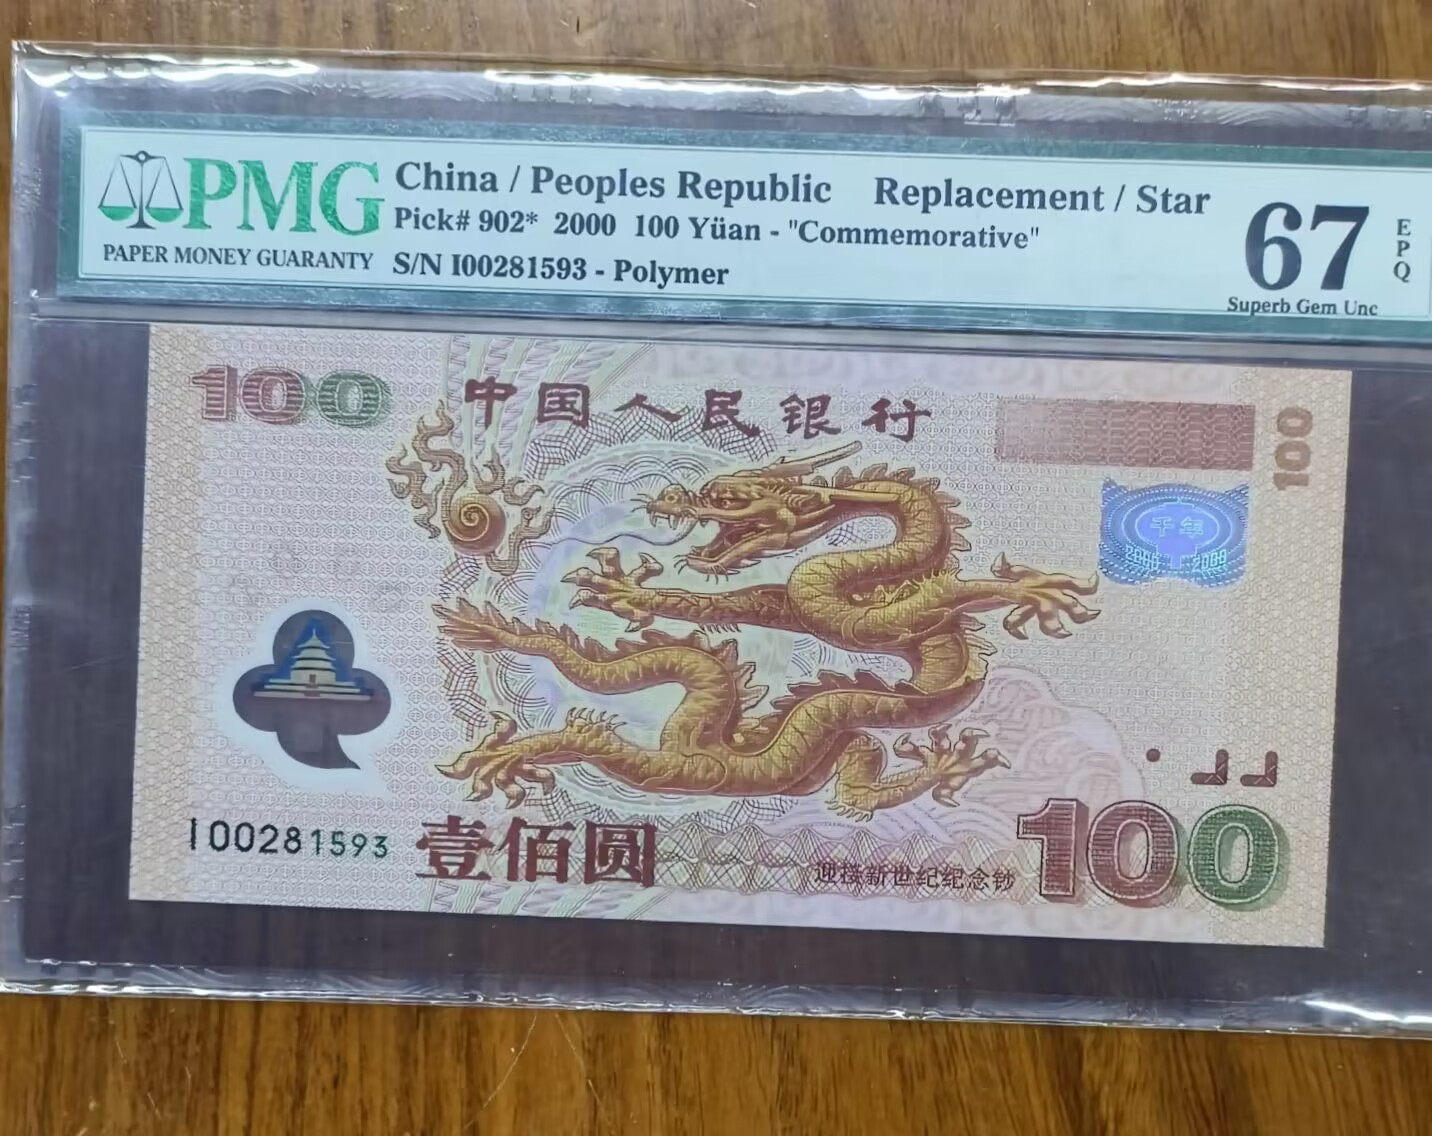 PMG
PAPER MONEY GUARANTY
China / Peoples Republic Replacement / Star
Pick# 902* 2000 100 Yüan - "Commemorative"
S/N I00281593 - Polymer
67
EPQ
Superb Gem Unc
100
中国人民银行
100
千年
2000 2000
I00281593
壹佰圆
迎接新世纪纪念钞
100